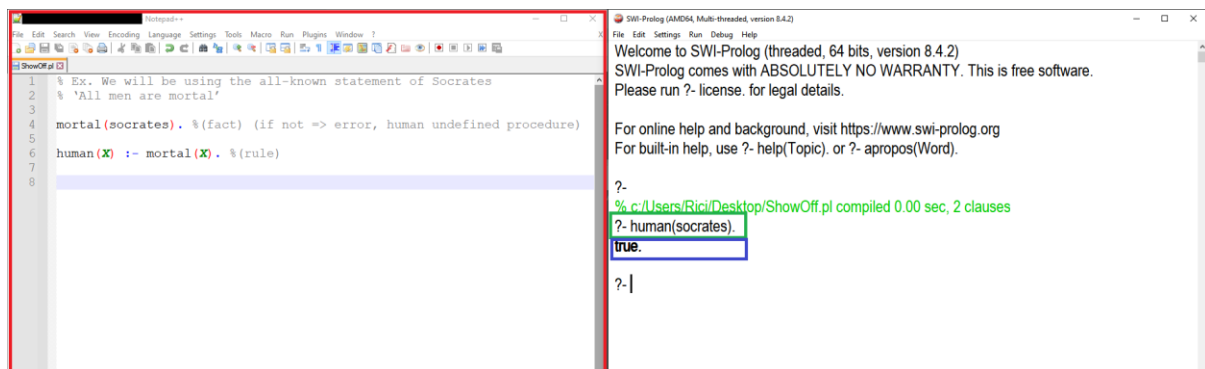 Notepad++
File Edit Search View Encoding Language Settings Tools Macro Run Plugins Window ? X
ShowOff.pl
1 % Ex. We will be using the all-known statement of Socrates
2 % ‘All men are mortal’
3
4 mortal(socrates). %(fact) (if not => error, human undefined procedure)
5
6 human(X) :- mortal(X). %(rule)
7
8
SWI-Prolog (AMD64, Multi-threaded, version 8.4.2)
File Edit Settings Run Debug Help
Welcome to SWI-Prolog (threaded, 64 bits, version 8.4.2)
SWI-Prolog comes with ABSOLUTELY NO WARRANTY. This is free software.
Please run ?- license. for legal details.
For online help and background, visit https://www.swi-prolog.org
For built-in help, use ?- help(Topic). or ?- apropos(Word).
?-
% c:/Users/Rici/Desktop/ShowOff.pl compiled 0.00 sec, 2 clauses
?- human(socrates).
true.
?-